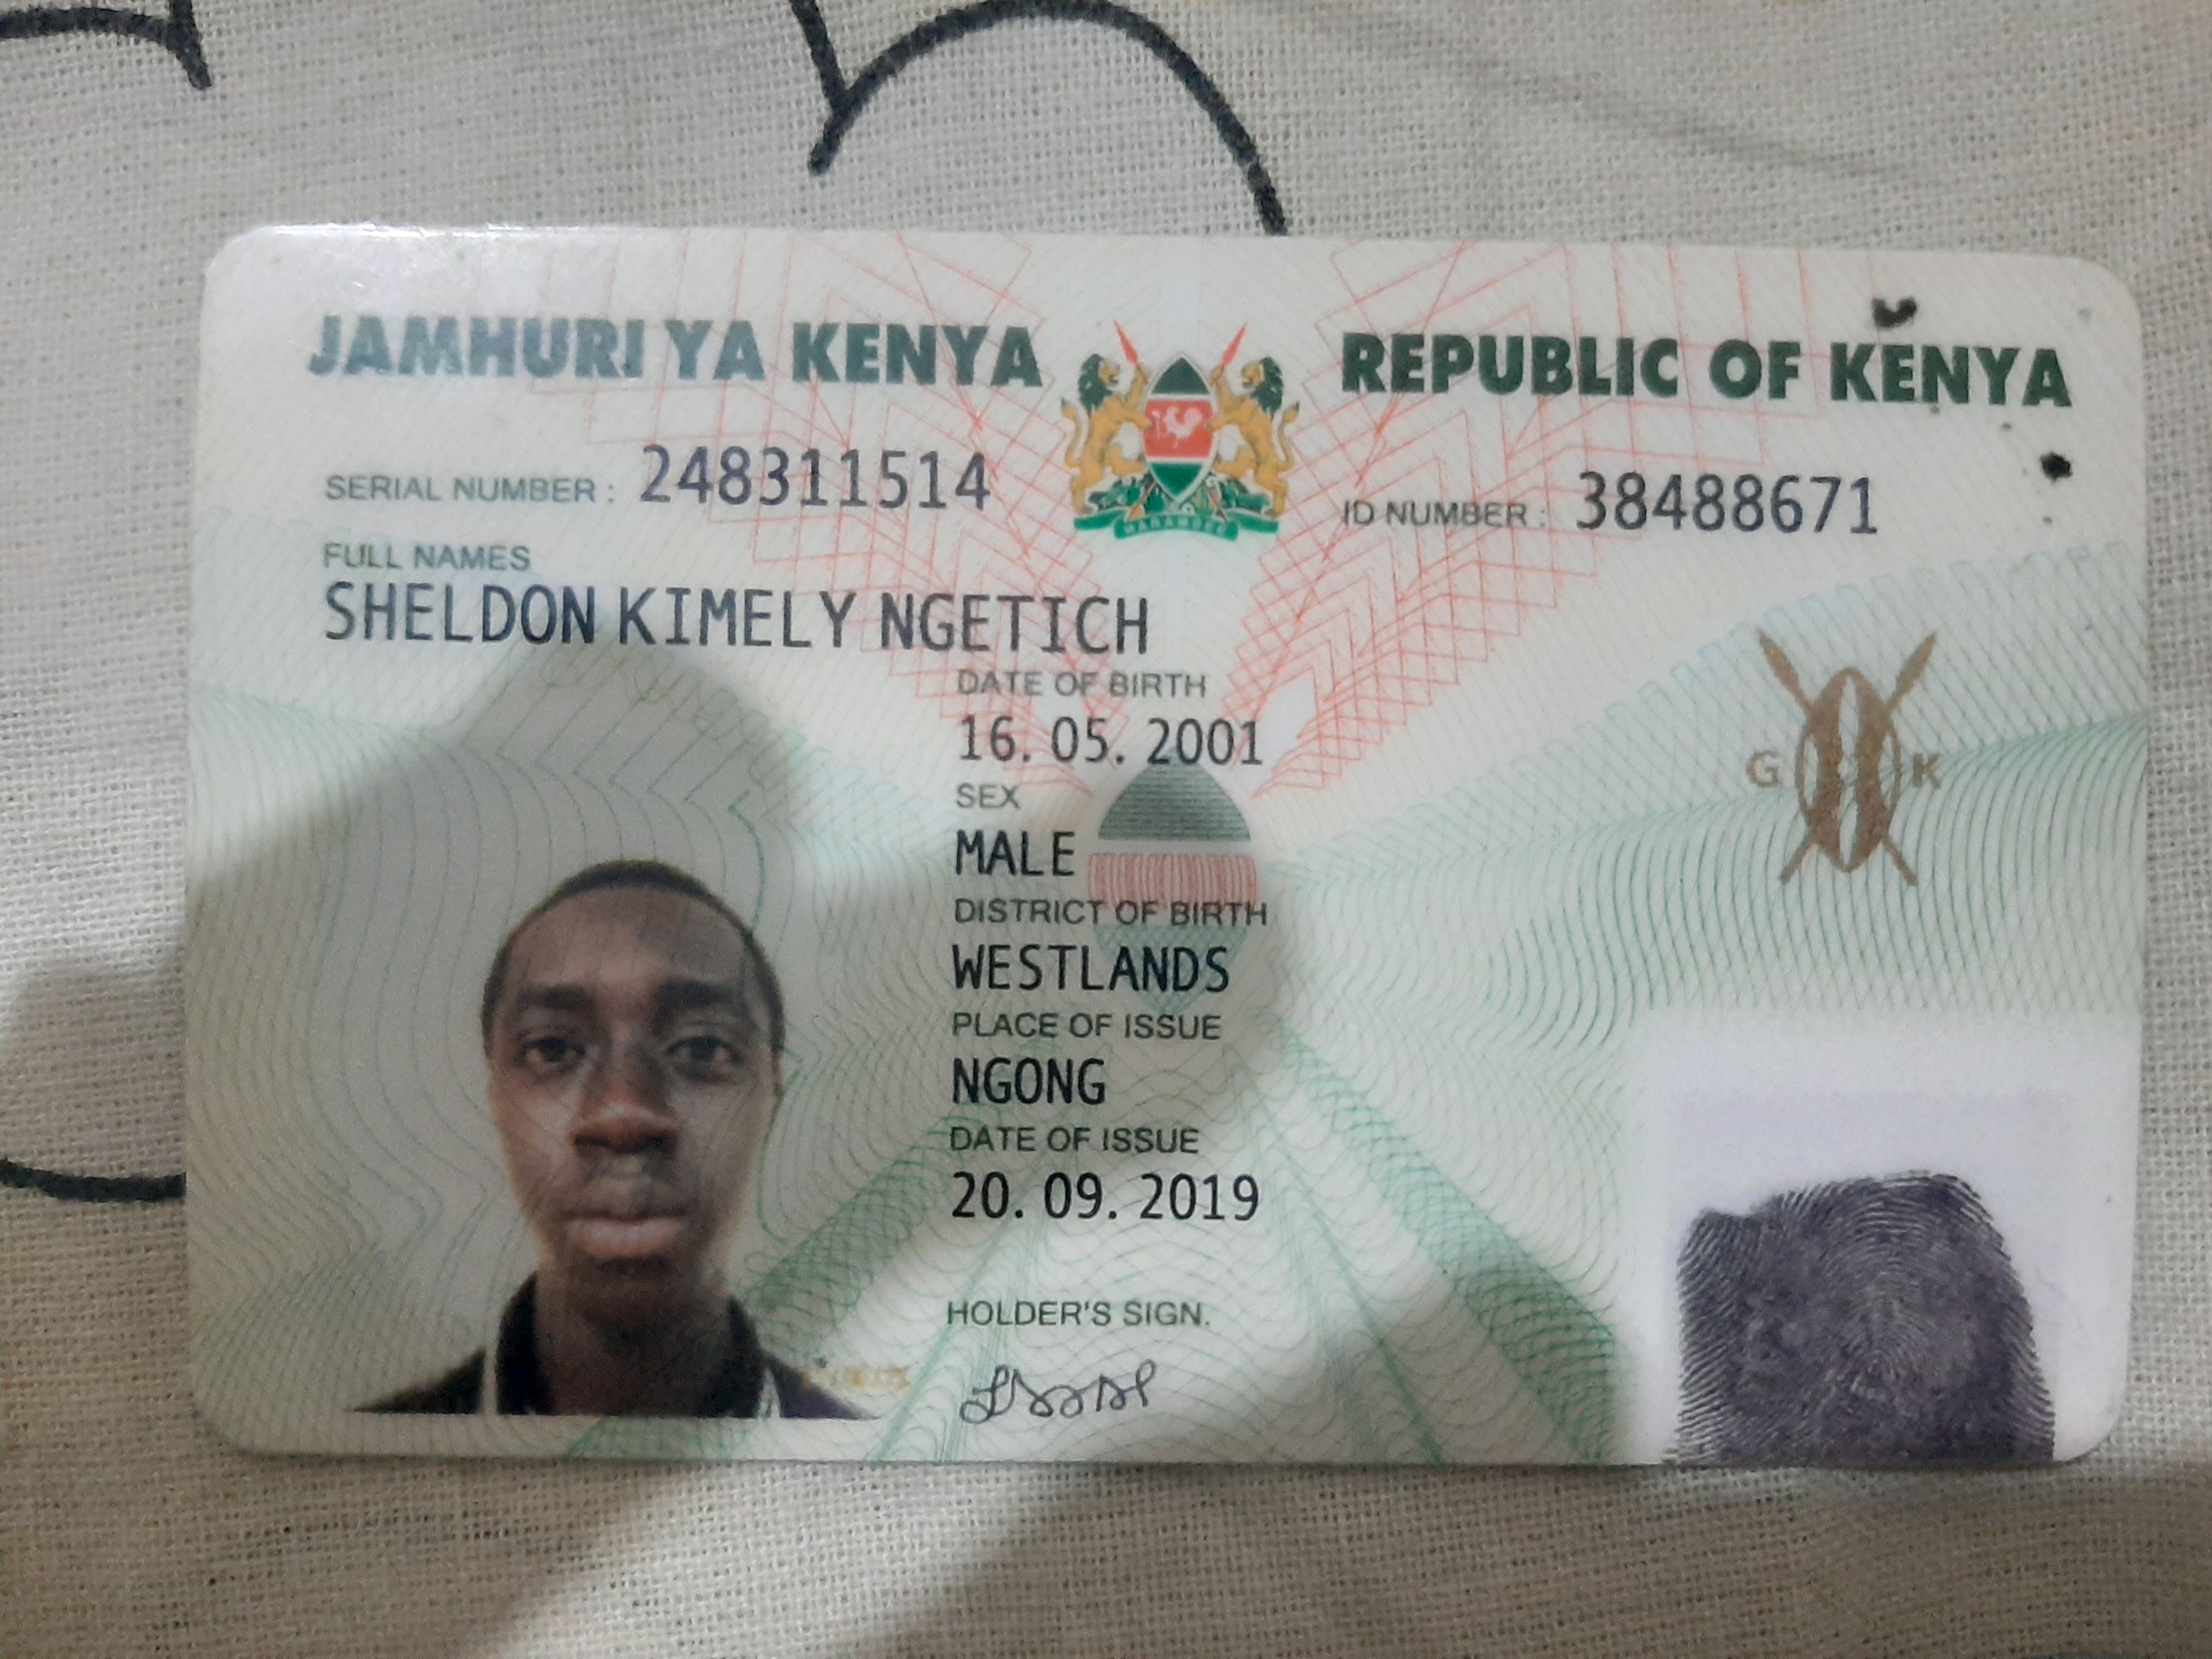 JAMHURI YA KENYA REPUBLIC OF KENYA
SERIAL NUMBER: 248311514 ID NUMBER: 38488671
HARAMBEE
FULL NAMES
SHELDON KIMELY NGETICH
DATE OF BIRTH
16.05.2001
SEX
MALE
DISTRICT OF BIRTH
WESTLANDS
PLACE OF ISSUE
NGONG
DATE OF ISSUE
20.09.2019
HOLDER'S SIGN.
G K